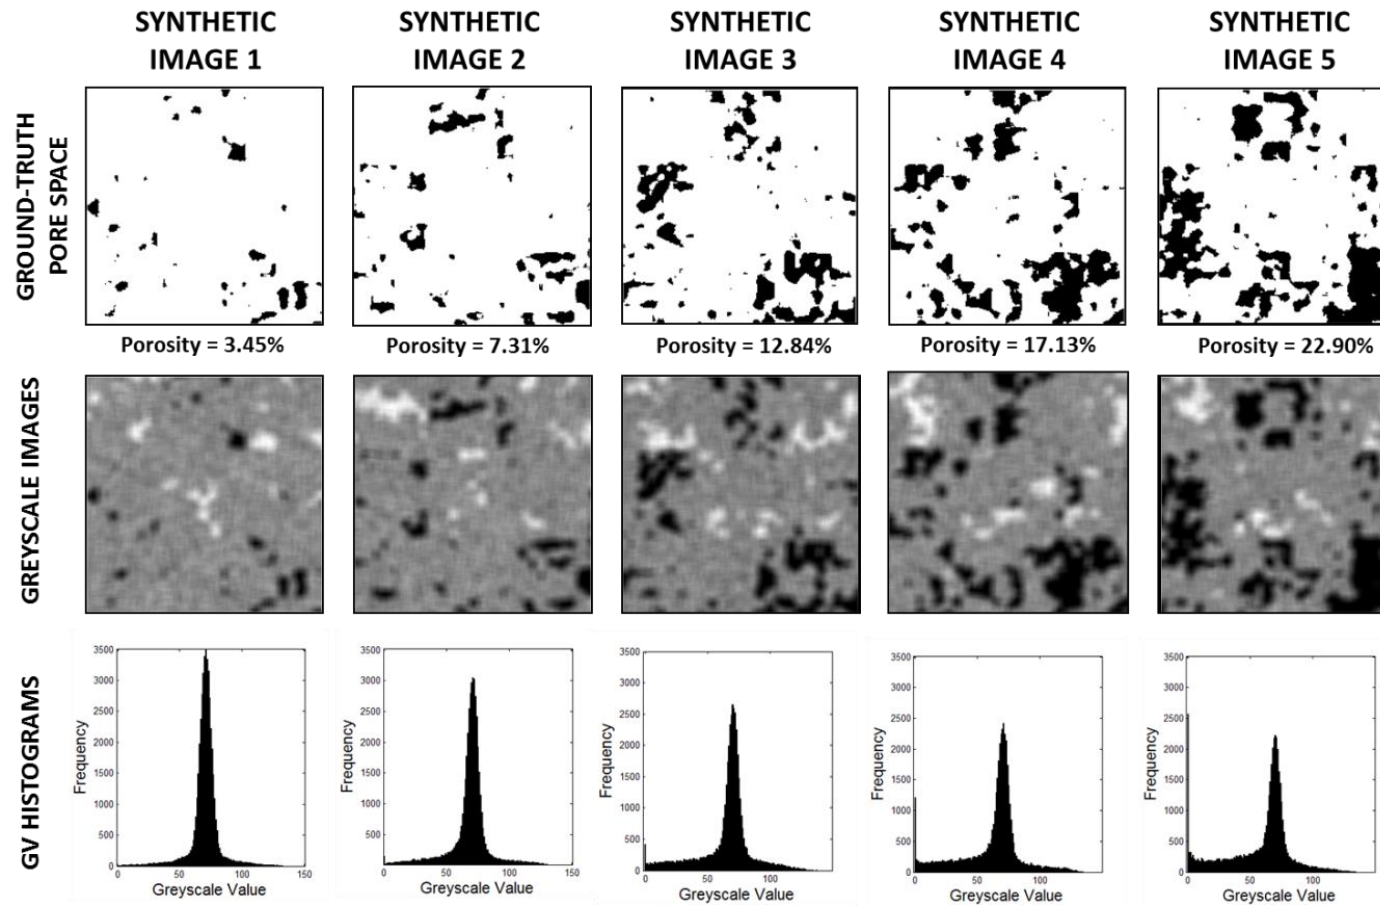 SYNTHETIC
IMAGE 1
SYNTHETIC
IMAGE 2
SYNTHETIC
IMAGE 3
SYNTHETIC
IMAGE 4
SYNTHETIC
IMAGE 5
GROUND-TRUTH
PORE SPACE
Porosity = 3.45%
Porosity = 7.31%
Porosity = 12.84%
Porosity = 17.13%
Porosity = 22.90%
GREYSCALE IMAGES
GV HISTOGRAMS
Frequency
3500
3000
2500
2000
1500
1000
500
0
50
100
150
Greyscale Value
Frequency
3500
3000
2500
2000
1500
1000
500
0
50
100
150
Greyscale Value
Frequency
3500
3000
2500
2000
1500
1000
500
0
0
50
100
Greyscale Value
Frequency
3500
3000
2500
2000
1500
1000
500
0
0
50
100
Greyscale Value
Frequency
3500
3000
2500
2000
1500
1000
500
0
0
50
100
Greyscale Value